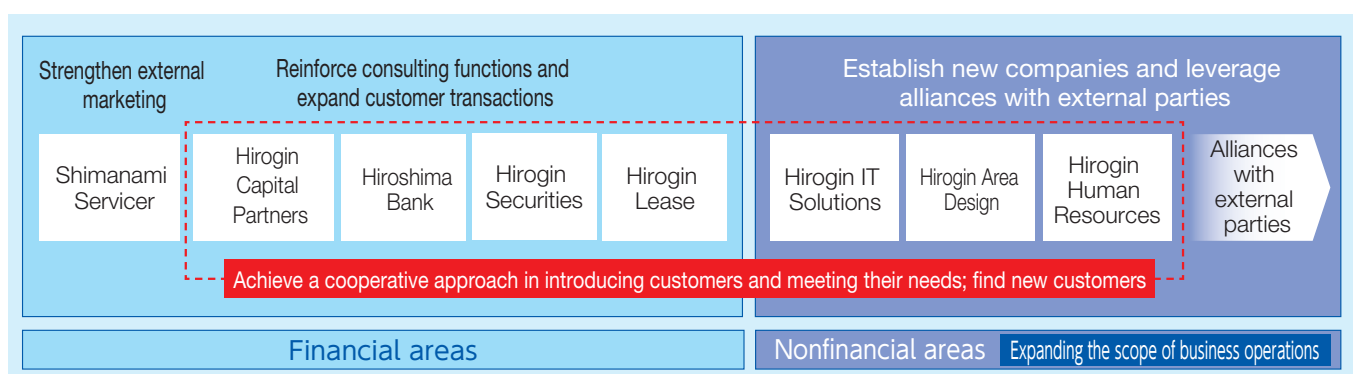 Strengthen external
marketing
Reinforce consulting functions and
expand customer transactions
Shimanami
Servicer
Hirogin
Capital
Partners
Hiroshima
Bank
Hirogin
Securities
Hirogin
Lease
Establish new companies and leverage
alliances with external parties
Hirogin IT
Solutions
Hirogin Area
Design
Hirogin
Human
Resources
Alliances
with
external
parties
Achieve a cooperative approach in introducing customers and meeting their needs; find new customers
Financial areas
Nonfinancial areas
Expanding the scope of business operations